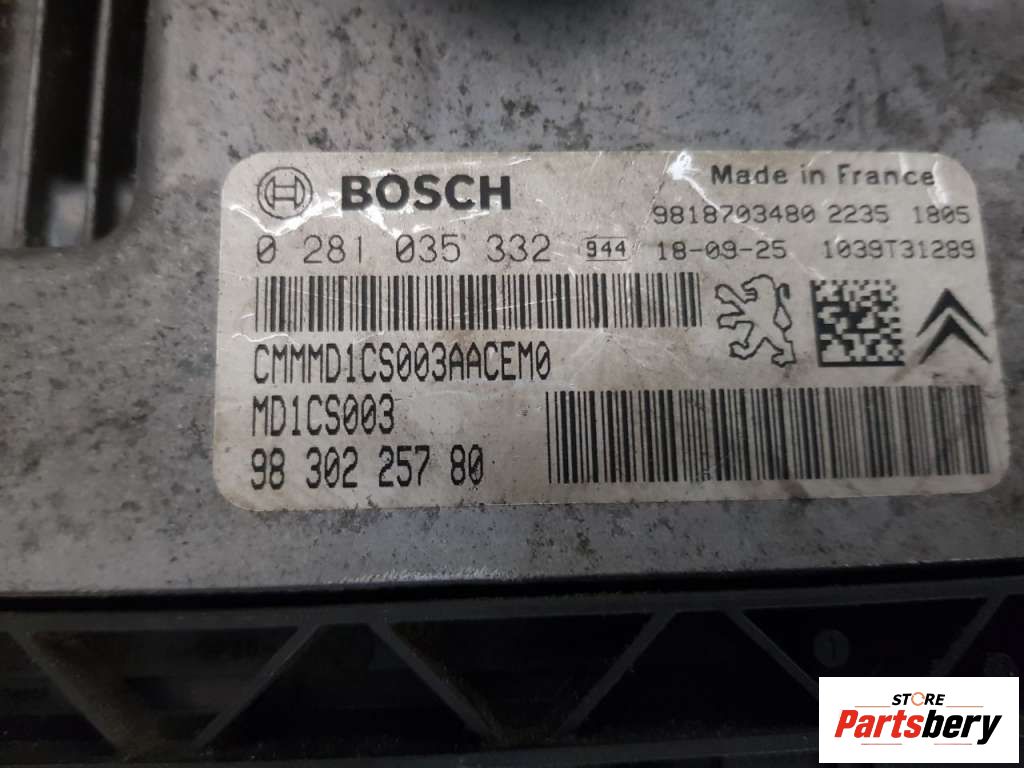 BOSCH
Made in France
9818703480 2235 1805
0 281 035 332 944 18-09-25 1039T31289
CMMMD1CS003AACEM0
MD1CS003
98 302 257 80
STORE
Partsbery